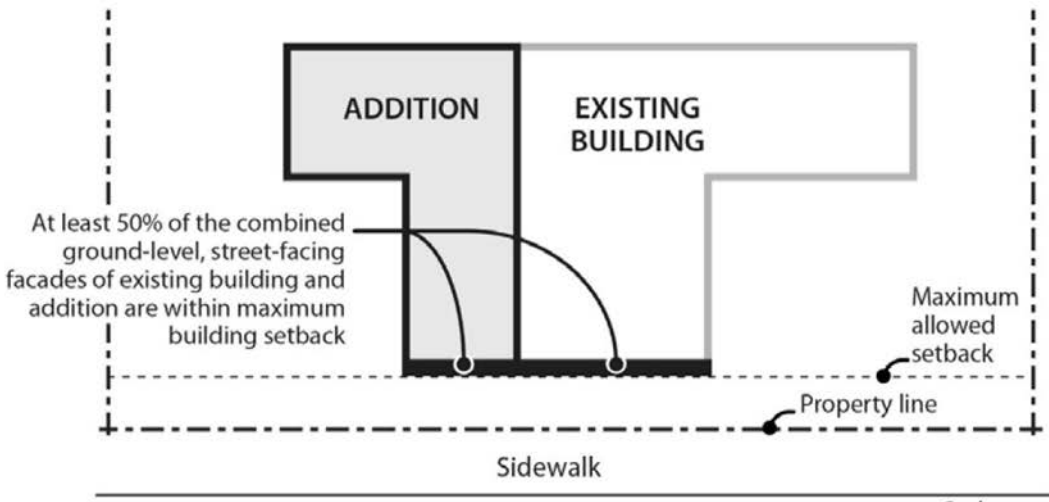 ADDITION
EXISTING
BUILDING
At least 50% of the combined
ground-level, street-facing
facades of existing building and
addition are within maximum
building setback
Maximum
allowed
setback
Property line
Sidewalk